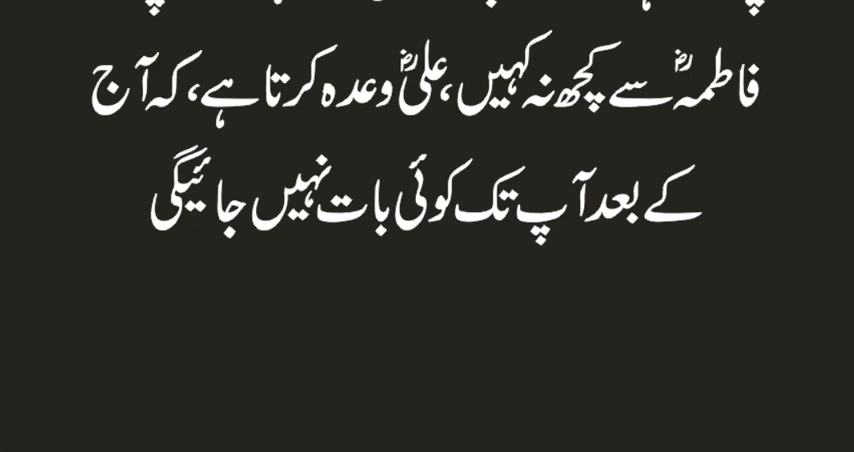 فاطمہؓ سے کچھ نہ کہیں، علیؓ وعدہ کرتا ہے، کہ آج
کے بعد آپ تک کوئی بات نہیں جائیگی